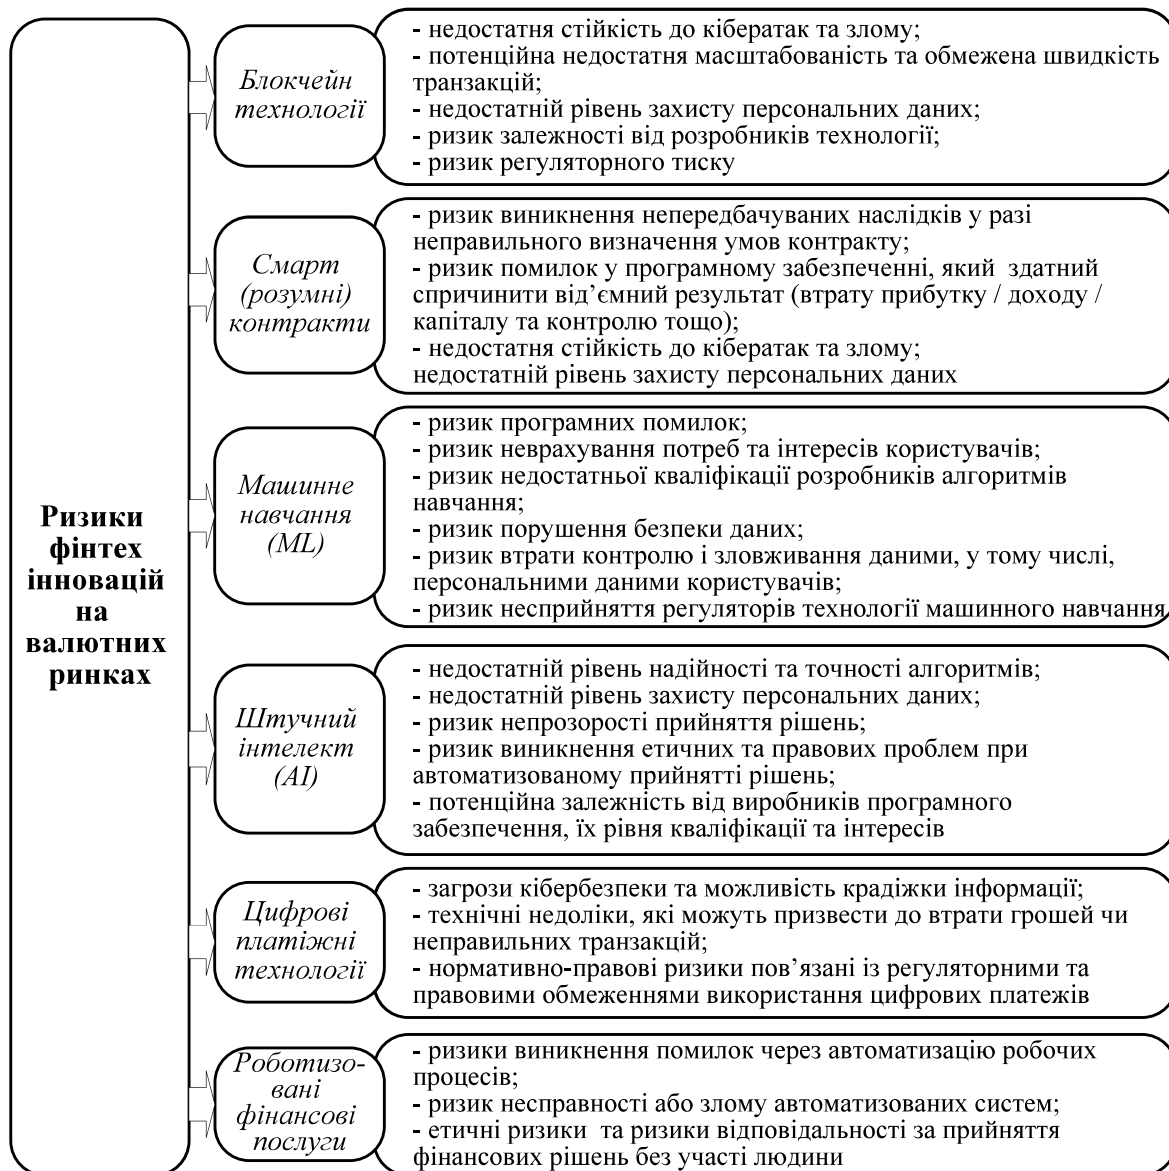 Ризики
фінтех
інновацій
на
валютних
ринках
Блокчейн
технології
- недостатня стійкість до кібератак та злому;
- потенційна недостатня масштабованість та обмежена швидкість
транзакцій;
- недостатній рівень захисту персональних даних;
- ризик залежності від розробників технології;
- ризик регуляторного тиску
Смарт
(розумні)
контракти
- ризик виникнення непередбачуваних наслідків у разі
неправильного визначення умов контракту;
- ризик помилок у програмному забезпеченні, який здатний
спричинити від’ємний результат (втрату прибутку / доходу /
капіталу та контролю тощо);
- недостатня стійкість до кібератак та злому;
недостатній рівень захисту персональних даних
Машинне
навчання
(ML)
- ризик програмних помилок;
- ризик неврахування потреб та інтересів користувачів;
- ризик недостатньої кваліфікації розробників алгоритмів
навчання;
- ризик порушення безпеки даних;
- ризик втрати контролю і зловживання даними, у тому числі,
персональними даними користувачів;
- ризик несприйняття регуляторів технології машинного навчання
Штучний
інтелект
(AI)
- недостатній рівень надійності та точності алгоритмів;
- недостатній рівень захисту персональних даних;
- ризик непрозорості прийняття рішень;
- ризик виникнення етичних та правових проблем при
автоматизованому прийнятті рішень;
- потенційна залежність від виробників програмного
забезпечення, їх рівня кваліфікації та інтересів
Цифрові
платіжні
технології
- загрози кібербезпеки та можливість крадіжки інформації;
- технічні недоліки, які можуть призвести до втрати грошей чи
неправильних транзакцій;
- нормативно-правові ризики пов’язані із регуляторними та
правовими обмеженнями використання цифрових платежів
Роботизо-
вані
фінансові
послуги
- ризики виникнення помилок через автоматизацію робочих
процесів;
- ризик несправності або злому автоматизованих систем;
- етичні ризики та ризики відповідальності за прийняття
фінансових рішень без участі людини